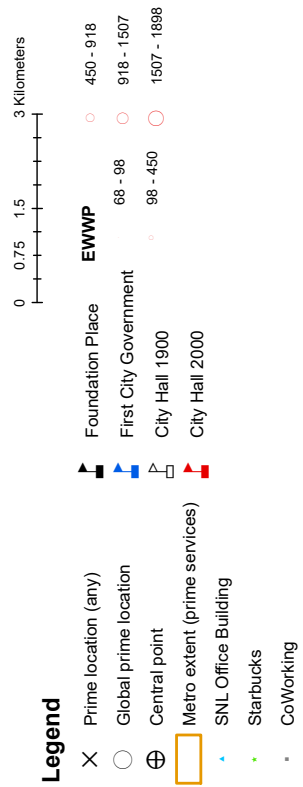 Legend
Prime location (any)
Global prime location
Central point
Metro extent (prime services)
SNL Office Building
Starbucks
CoWorking
Foundation Place
First City Government
City Hall 1900
City Hall 2000
EWWP
68 - 98
98 - 450
450 - 918
918 - 1507
1507 - 1898
0 0.75 1.5 3 Kilometers